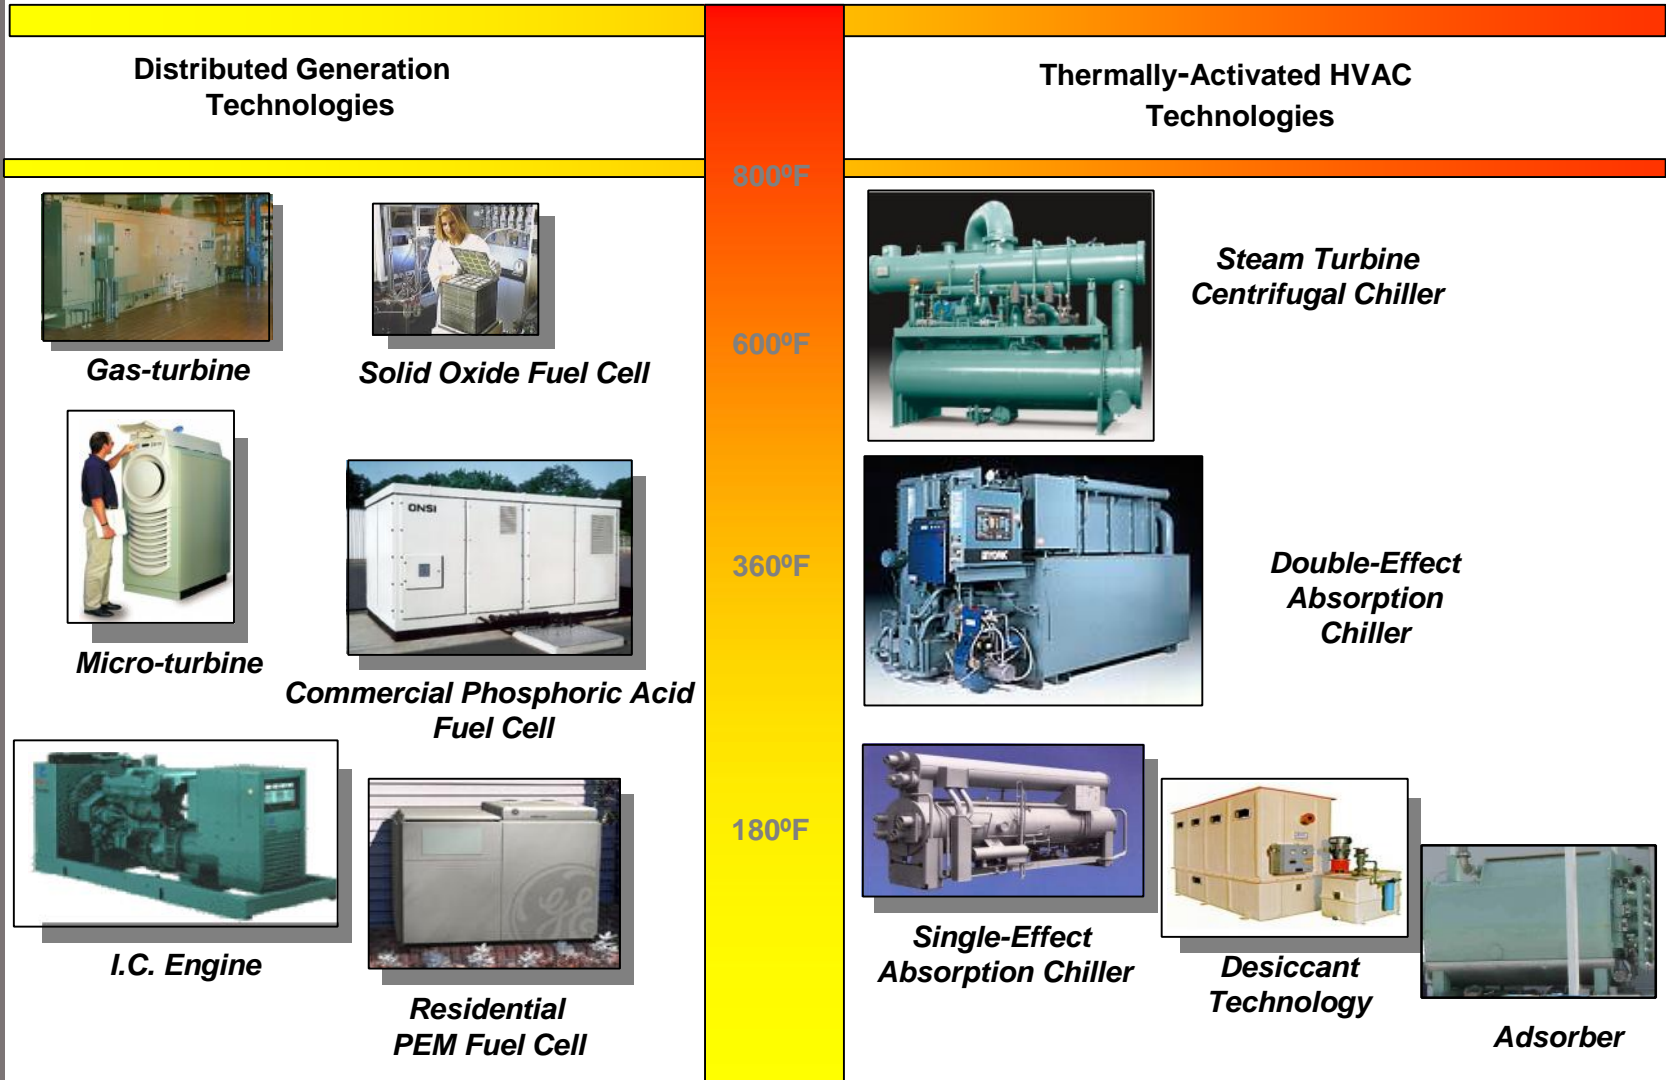 Distributed Generation
Technologies
Thermally-Activated HVAC
Technologies
800ºF
600ºF
360ºF
180ºF
Gas-turbine
Solid Oxide Fuel Cell
Micro-turbine
ONSI
Commercial Phosphoric Acid
Fuel Cell
I.C. Engine
GE
Residential
PEM Fuel Cell
Steam Turbine
Centrifugal Chiller
YORK
Double-Effect
Absorption
Chiller
Single-Effect
Absorption Chiller
Desiccant
Technology
Adsorber